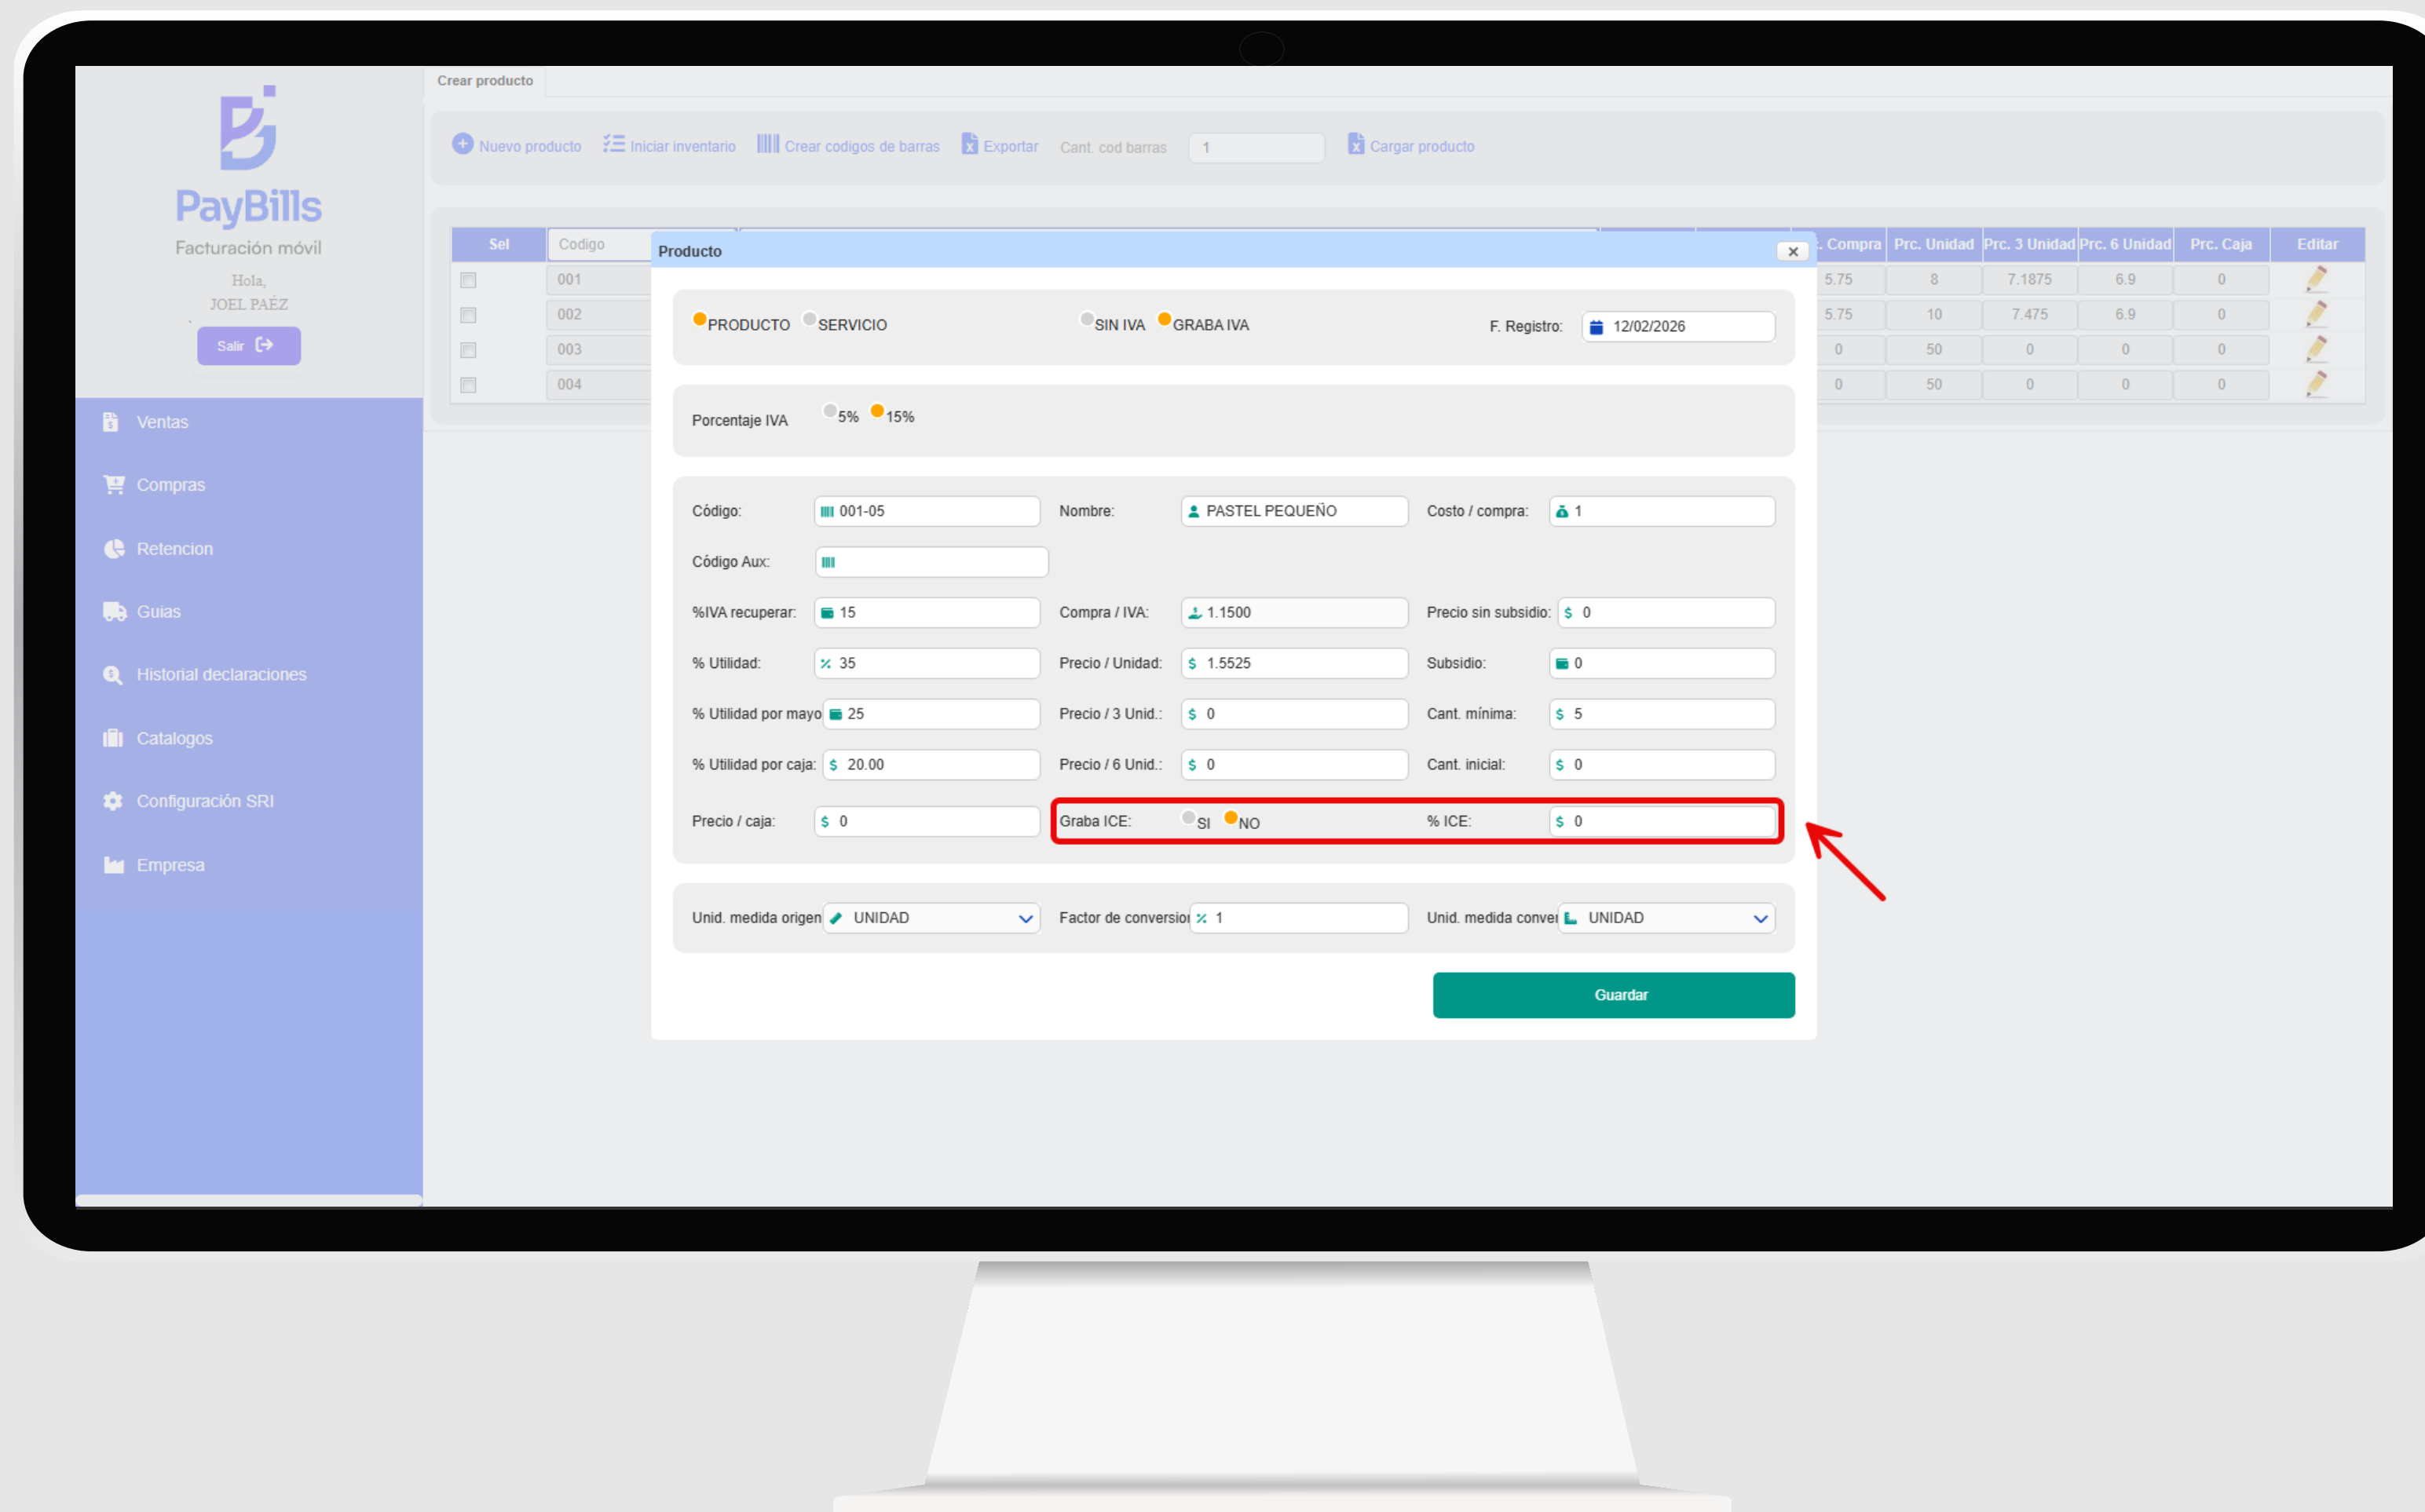 Crear producto
Nuevo producto Iniciar inventario Crear codigos de barras Exportar Cant. cod barras 1 Cargar producto
PayBills
Facturación móvil
Hola,
JOEL PAÉZ
Salir
Ventas
Compras
Retencion
Guias
Historial declaraciones
Catalogos
Configuración SRI
Empresa
Sel Codigo . Compra Prc. Unidad Prc. 3 Unidad Prc. 6 Unidad Prc. Caja Editar
001 5.75 8 7.1875 6.9 0
002 5.75 10 7.475 6.9 0
003 0 50 0 0 0
004 0 50 0 0 0
Producto
PRODUCTO SERVICIO SIN IVA GRABA IVA F. Registro: 12/02/2026
Porcentaje IVA 5% 15%
Código: 001-05 Nombre: PASTEL PEQUEÑO Costo / compra: 1
Código Aux:
%IVA recuperar: 15 Compra / IVA: 1.1500 Precio sin subsidio: $ 0
% Utilidad: % 35 Precio / Unidad: $ 1.5525 Subsidio: 0
% Utilidad por mayo 25 Precio / 3 Unid.: $ 0 Cant. mínima: $ 5
% Utilidad por caja: $ 20.00 Precio / 6 Unid.: $ 0 Cant. inicial: $ 0
Precio / caja: $ 0 Graba ICE: SI NO % ICE: $ 0
Unid. medida origen UNIDAD Factor de conversion % 1 Unid. medida conver UNIDAD
Guardar